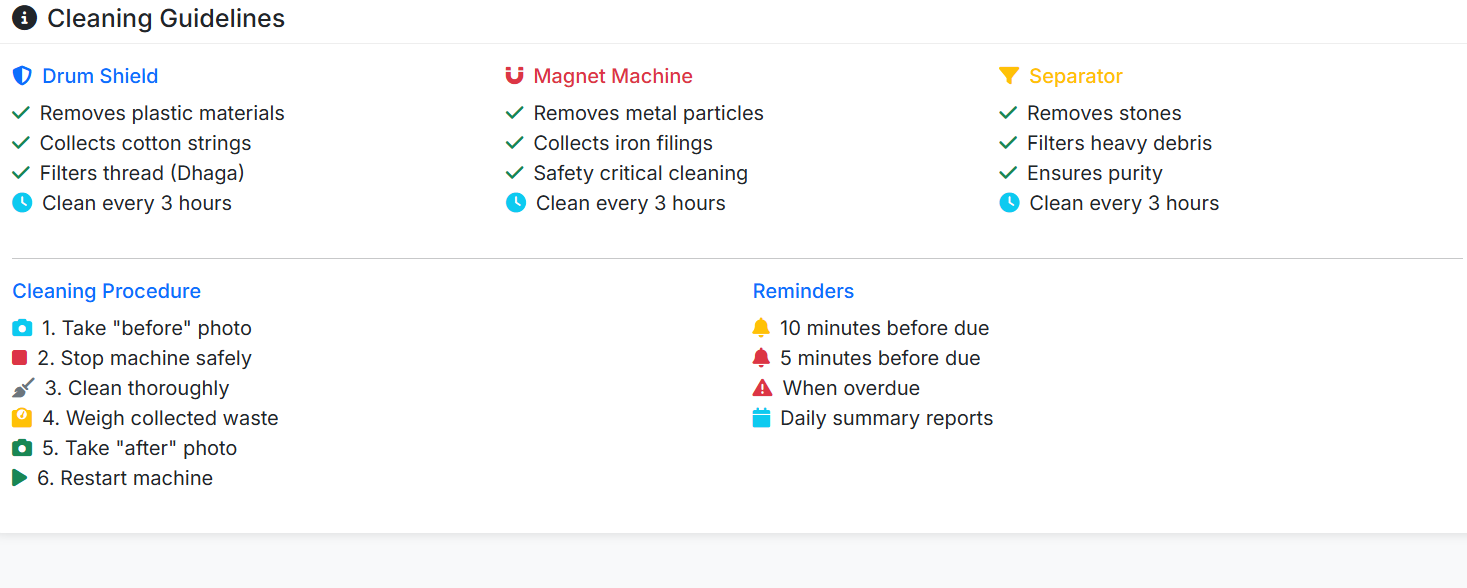 Cleaning Guidelines
Drum Shield
Removes plastic materials
Collects cotton strings
Filters thread (Dhaga)
Clean every 3 hours
Magnet Machine
Removes metal particles
Collects iron filings
Safety critical cleaning
Clean every 3 hours
Separator
Removes stones
Filters heavy debris
Ensures purity
Clean every 3 hours
Cleaning Procedure
1. Take "before" photo
2. Stop machine safely
3. Clean thoroughly
4. Weigh collected waste
5. Take "after" photo
6. Restart machine
Reminders
10 minutes before due
5 minutes before due
When overdue
Daily summary reports